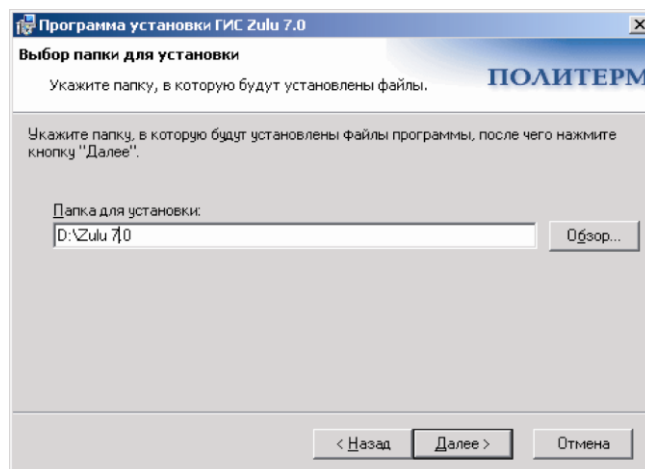 Программа установки ГИС Zulu 7.0
Выбор папки для установки
Укажите папку, в которую будут установлены файлы.
ПОЛИТЕРМ
Укажите папку, в которую будут установлены файлы программы, после чего нажмите
кнопку "Далее".
Папка для установки:
D:\Zulu 7.0
Обзор...
< Назад
Далее >
Отмена